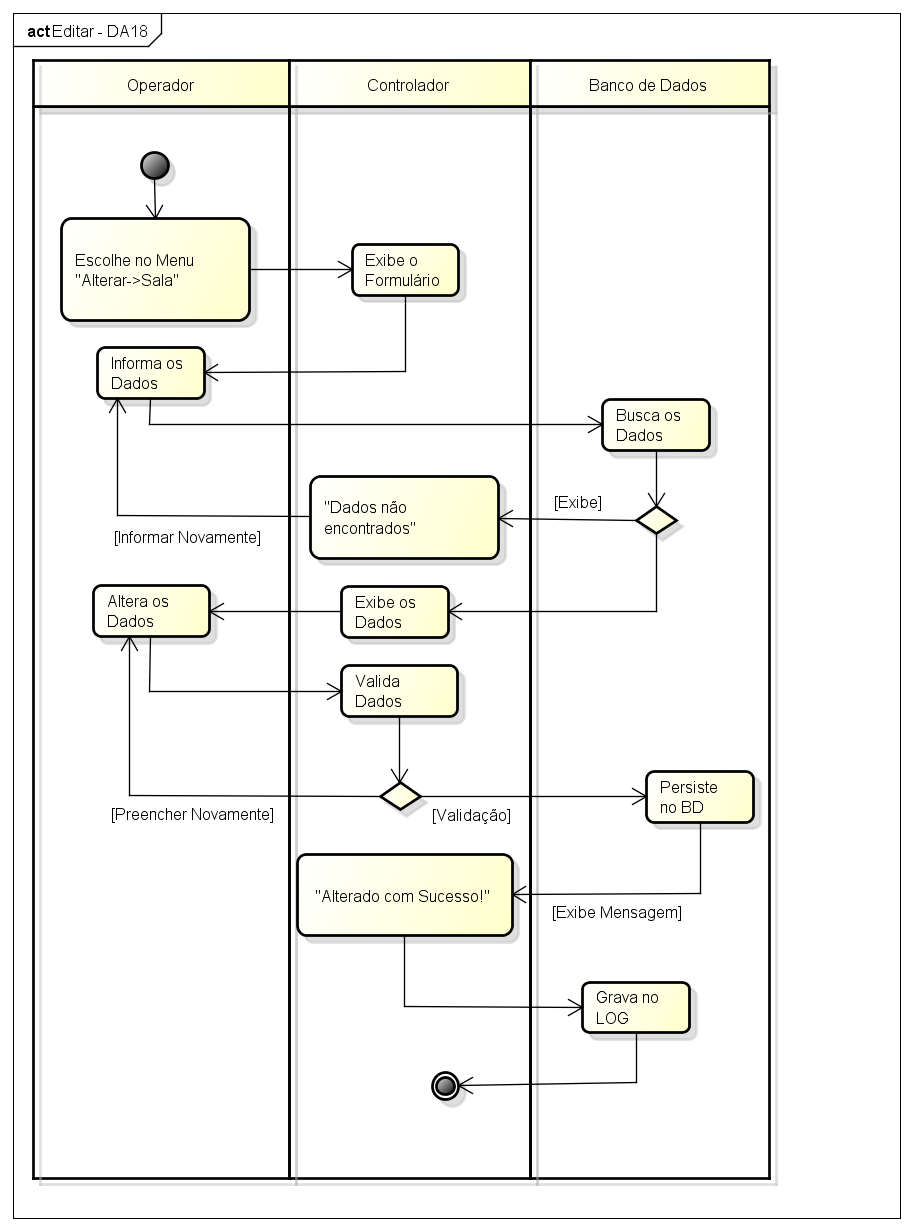 act Editar - DA18
Operador
Controlador
Banco de Dados
Escolhe no Menu
"Alterar->Sala"
Exibe o
Formulário
Informa os
Dados
Busca os
Dados
[Exibe]
"Dados não
encontrados"
[Informar Novamente]
Altera os
Dados
Exibe os
Dados
Valida
Dados
Persiste
no BD
[Preencher Novamente]
[Validação]
"Alterado com Sucesso!"
[Exibe Mensagem]
Grava no
LOG